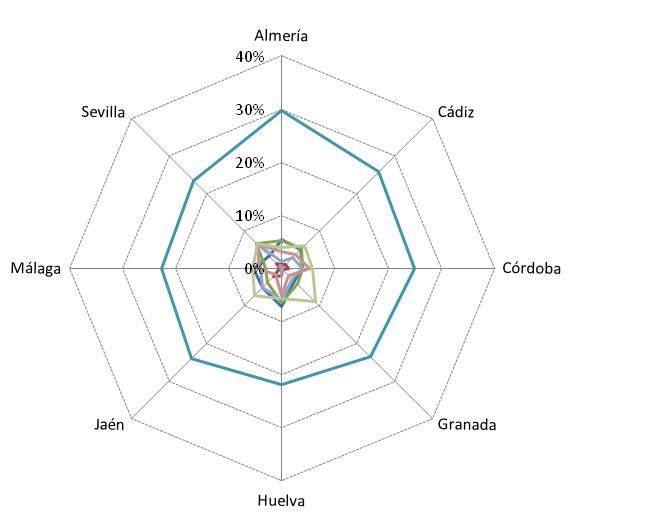 Almería
40%
Sevilla
Cádiz
30%
20%
10%
Málaga
0%
Córdoba
Jaén
Granada
Huelva